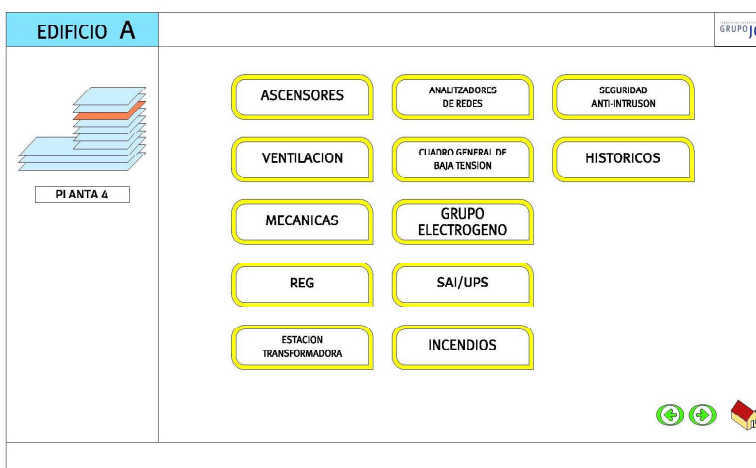 EDIFICIO A
GRUPO
PLANTA 4
ASCENSORES
ANALITZADORES
DE REDES
SEGURIDAD
ANTI-INTRUSON
VENTILACION
CUADRO GENERAL DE
BAJA TENSION
HISTORICOS
MECANICAS
GRUPO
ELECTROGENO
REG
SAI/UPS
ESTACION
TRANSFORMADORA
INCENDIOS